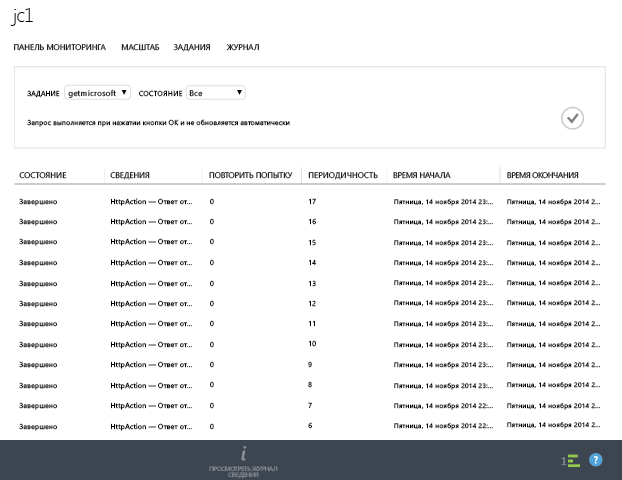 jc1
ПАНЕЛЬ МОНИТОРИНГА МАСШТАБ ЗАДАНИЯ ЖУРНАЛ
ЗАДАНИЕ getmicrosoft СОСТОЯНИЕ Все
Запрос выполняется при нажатии кнопки ОК и не обновляется автоматически
СОСТОЯНИЕ СВЕДЕНИЯ ПОВТОРИТЬ ПОПЫТКУ ПЕРИОДИЧНОСТЬ ВРЕМЯ НАЧАЛА ВРЕМЯ ОКОНЧАНИЯ
Завершено HttpAction — Ответ от... 0 17 Пятница, 14 ноября 2014 23:... Пятница, 14 ноября 2014 2...
Завершено HttpAction — Ответ от... 0 16 Пятница, 14 ноября 2014 23:... Пятница, 14 ноября 2014 2...
Завершено HttpAction — Ответ от... 0 15 Пятница, 14 ноября 2014 23:... Пятница, 14 ноября 2014 2...
Завершено HttpAction — Ответ от... 0 14 Пятница, 14 ноября 2014 23:... Пятница, 14 ноября 2014 2...
Завершено HttpAction — Ответ от... 0 13 Пятница, 14 ноября 2014 23:... Пятница, 14 ноября 2014 2...
Завершено HttpAction — Ответ от... 0 12 Пятница, 14 ноября 2014 23:... Пятница, 14 ноября 2014 2...
Завершено HttpAction — Ответ от... 0 11 Пятница, 14 ноября 2014 23:... Пятница, 14 ноября 2014 2...
Завершено HttpAction — Ответ от... 0 10 Пятница, 14 ноября 2014 23:... Пятница, 14 ноября 2014 2...
Завершено HttpAction — Ответ от... 0 9 Пятница, 14 ноября 2014 23:... Пятница, 14 ноября 2014 2...
Завершено HttpAction — Ответ от... 0 8 Пятница, 14 ноября 2014 23:... Пятница, 14 ноября 2014 2...
Завершено HttpAction — Ответ от... 0 7 Пятница, 14 ноября 2014 22:... Пятница, 14 ноября 2014 2...
Завершено HttpAction — Ответ от... 0 6 Пятница, 14 ноября 2014 22:... Пятница, 14 ноября 2014 2...
i
ПРОСМОТРЕТЬ ЖУРНАЛ
СВЕДЕНИЯ
1 ?